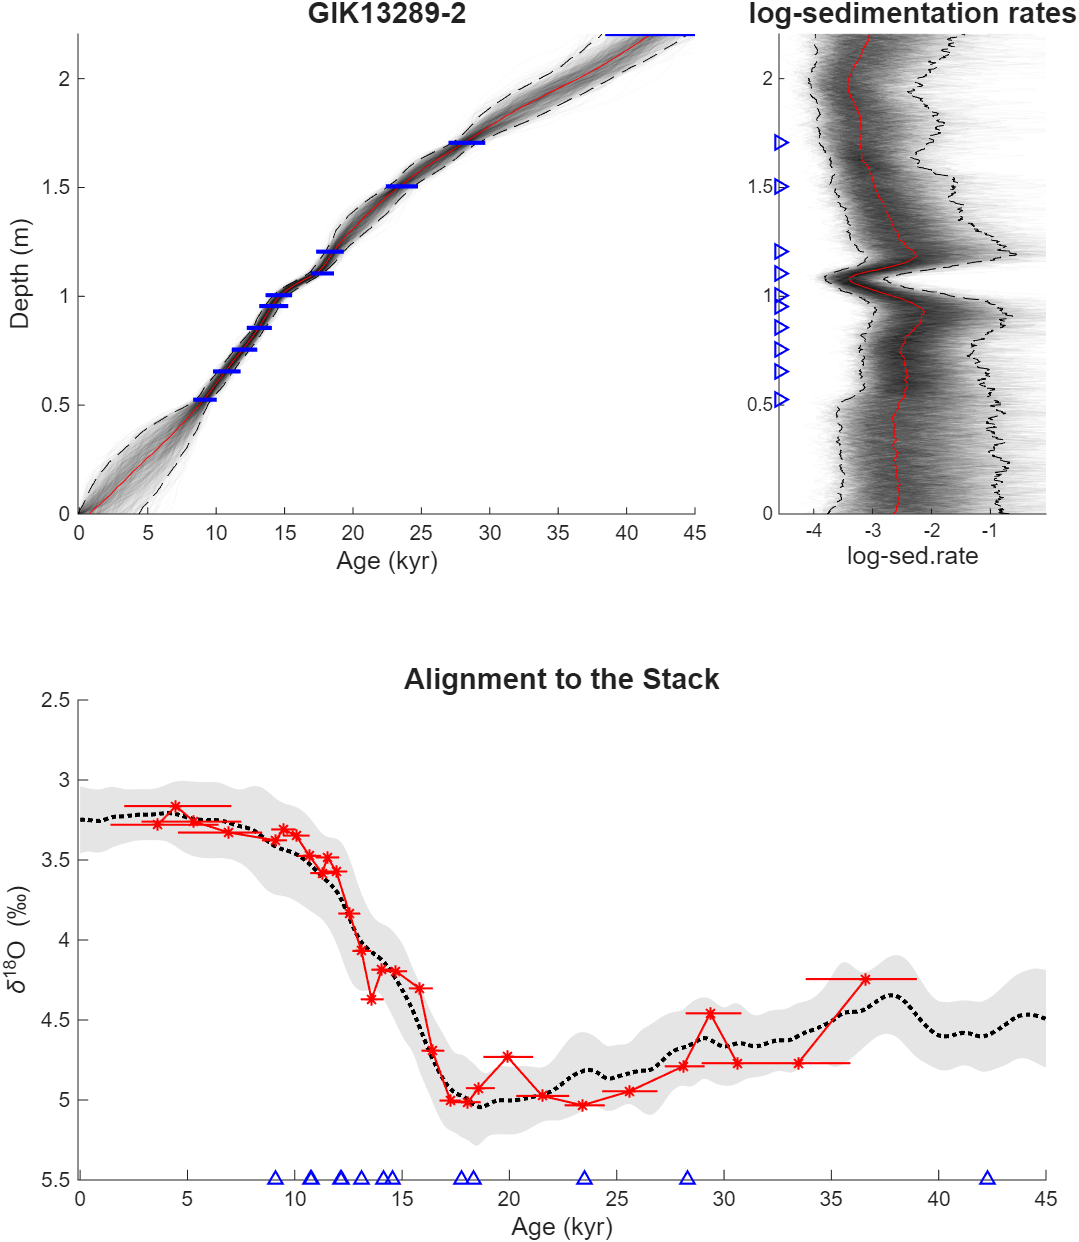 GIK13289-2
log-sedimentation rates
Depth (m)
2
1.5
1
0.5
0
0 5 10 15 20 25 30 35 40 45
Age (kyr)
2
1.5
1
0.5
0
-4 -3 -2 -1
log-sed.rate
Alignment to the Stack
δ¹⁸O (‰)
2.5
3
3.5
4
4.5
5
5.5
0 5 10 15 20 25 30 35 40 45
Age (kyr)